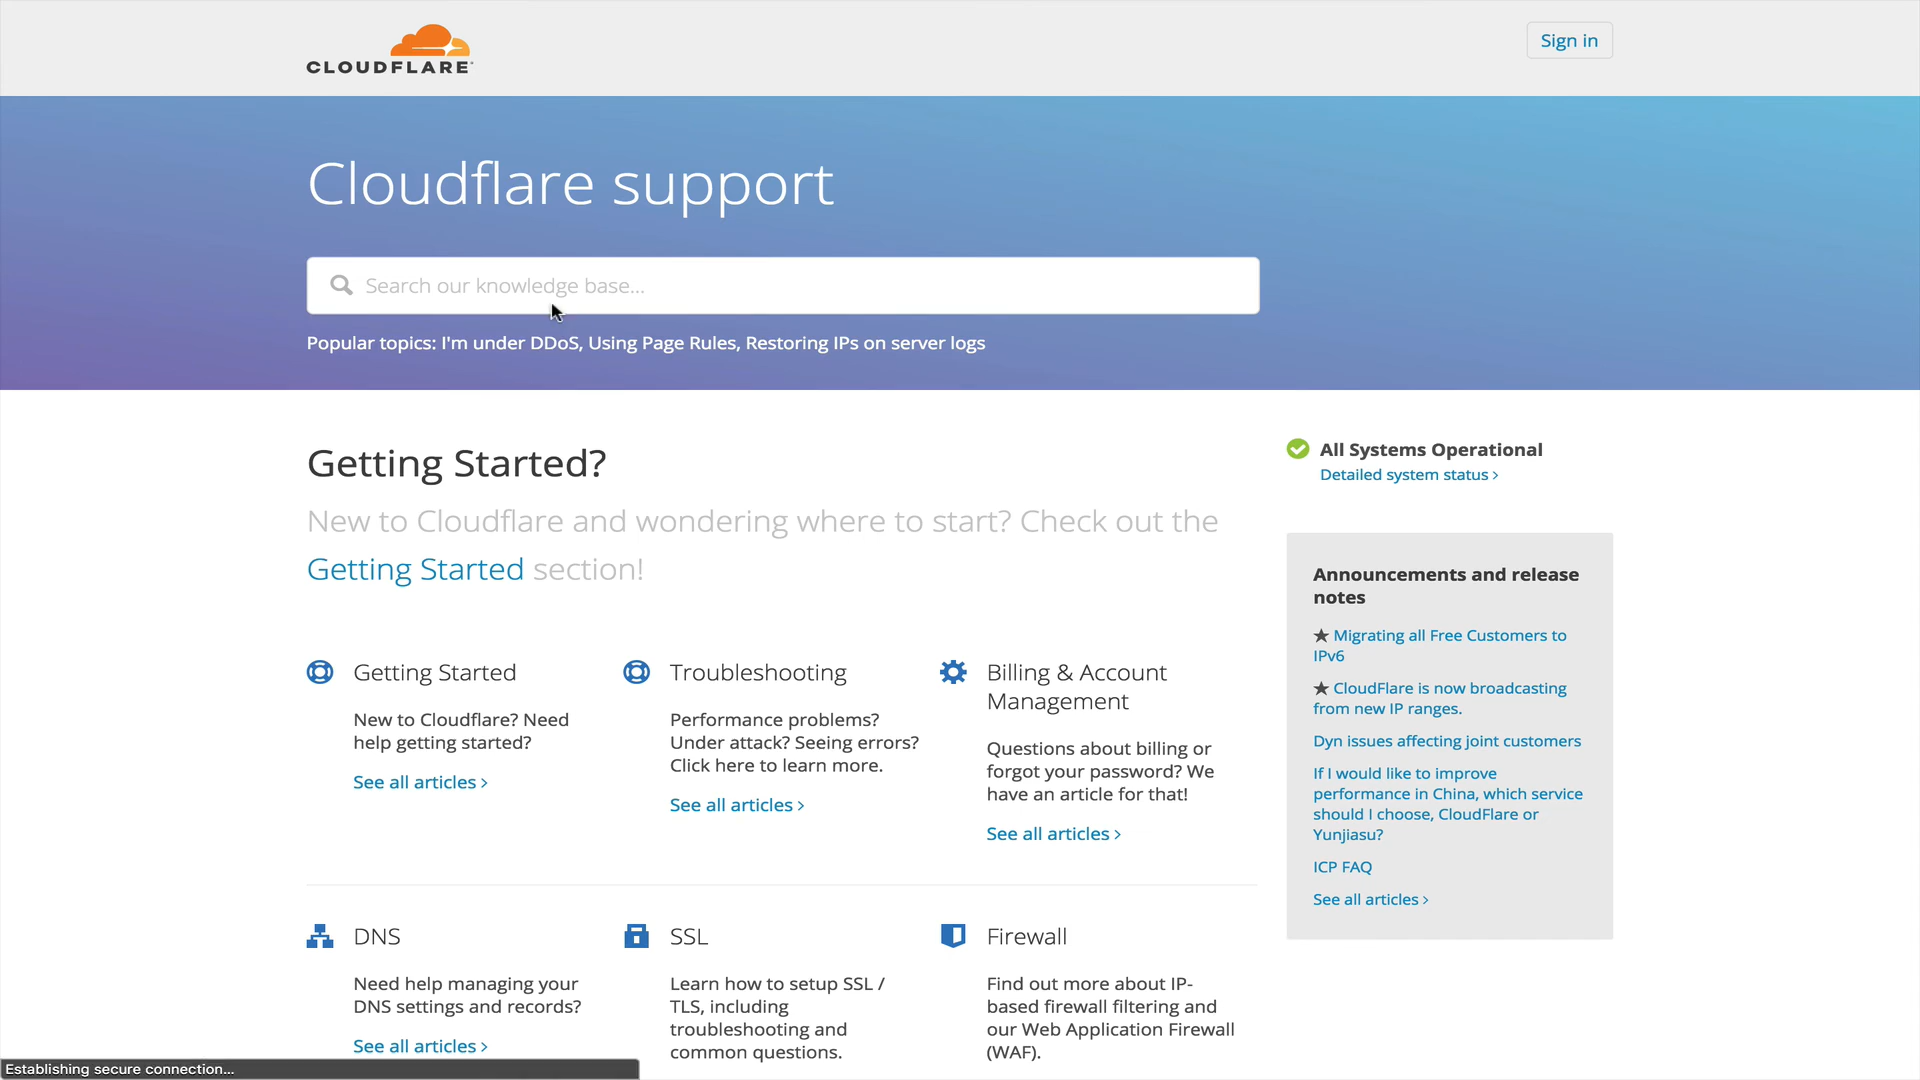 CLOUDFLARE
Sign in
Cloudflare support
Search our knowledge base...
Popular topics: I'm under DDoS, Using Page Rules, Restoring IPs on server logs
Getting Started?
New to Cloudflare and wondering where to start? Check out the
Getting Started section!
All Systems Operational
Detailed system status ›
Announcements and release
notes
★ Migrating all Free Customers to
IPv6
★ CloudFlare is now broadcasting
from new IP ranges.
Dyn issues affecting joint customers
If I would like to improve
performance in China, which service
should I choose, CloudFlare or
Yunjiasu?
ICP FAQ
See all articles ›
Getting Started
New to Cloudflare? Need
help getting started?
See all articles ›
Troubleshooting
Performance problems?
Under attack? Seeing errors?
Click here to learn more.
See all articles ›
Billing & Account
Management
Questions about billing or
forgot your password? We
have an article for that!
See all articles ›
DNS
Need help managing your
DNS settings and records?
See all articles ›
SSL
Learn how to setup SSL /
TLS, including
troubleshooting and
common questions.
Firewall
Find out more about IP-
based firewall filtering and
our Web Application Firewall
(WAF).
Establishing secure connection...